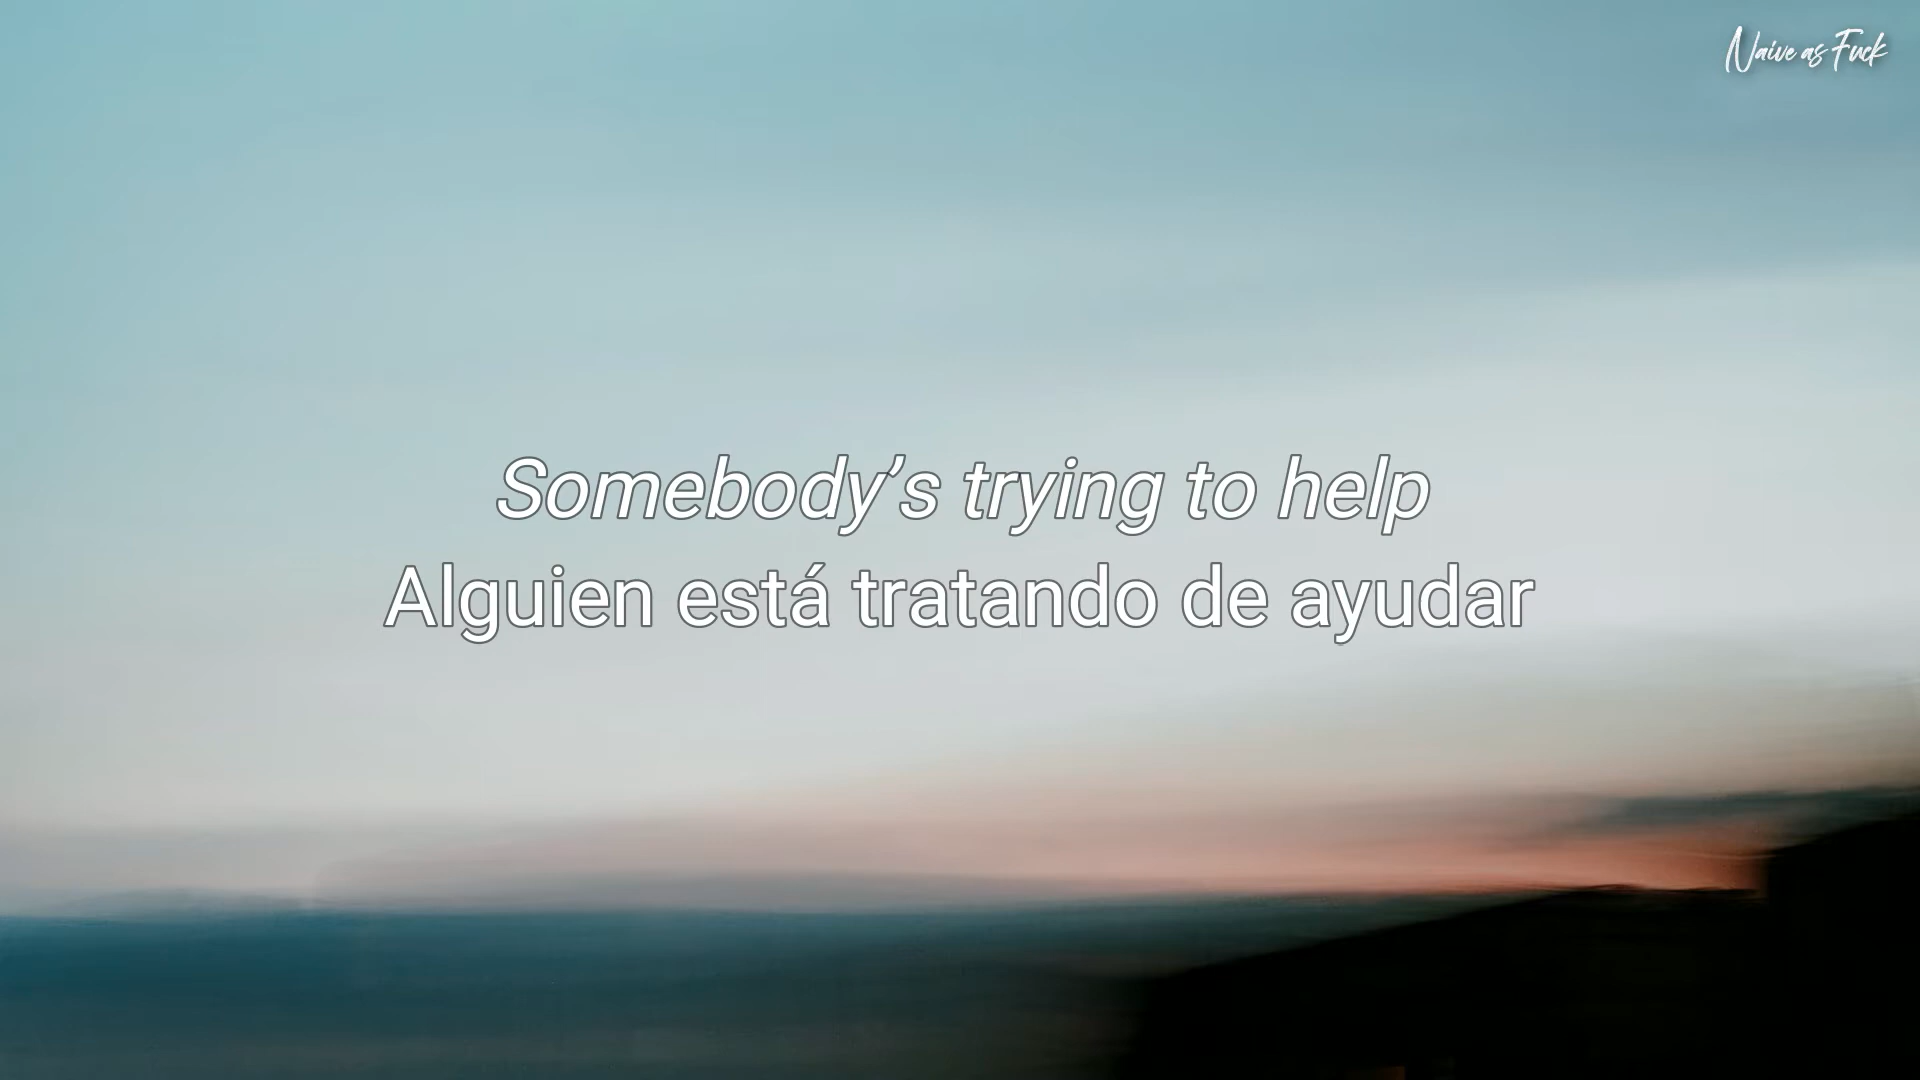 Naive as Fuck
Somebody’s trying to help
Alguien está tratando de ayudar